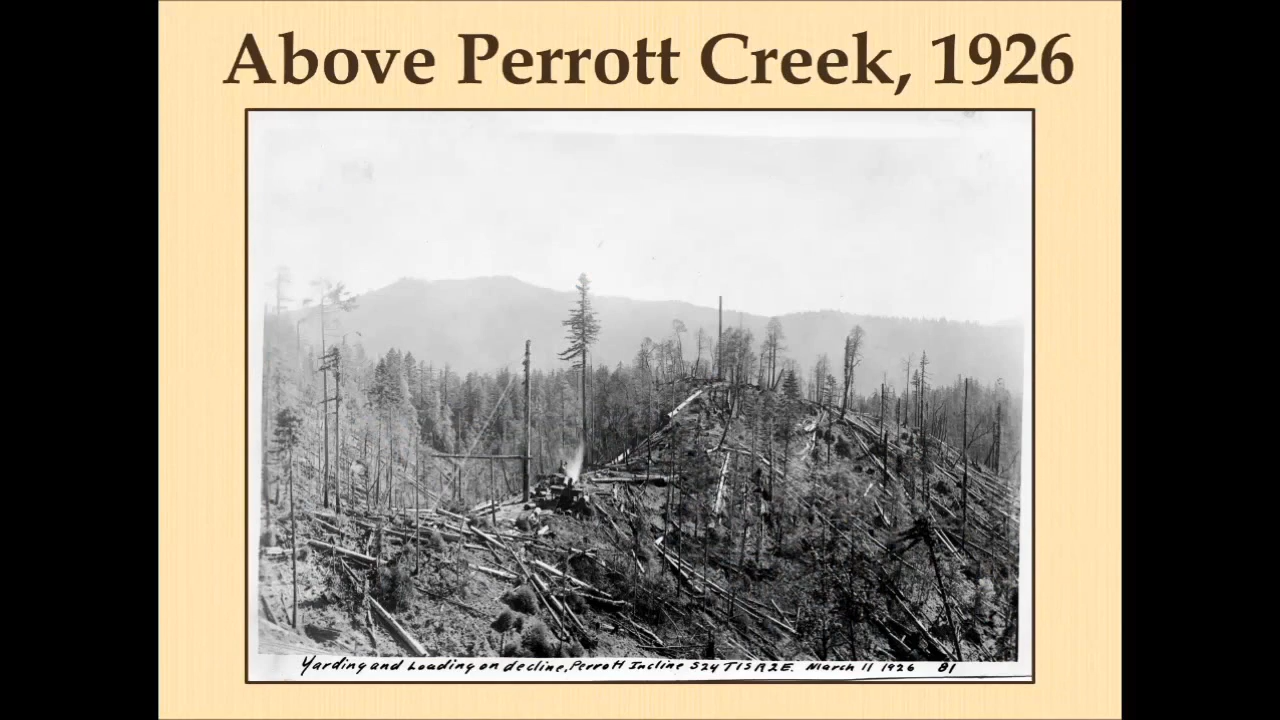 Above Perrott Creek, 1926
Yarding and Loading on decline, Perrott Incline S24 T1S R2E. March 11 1926 81